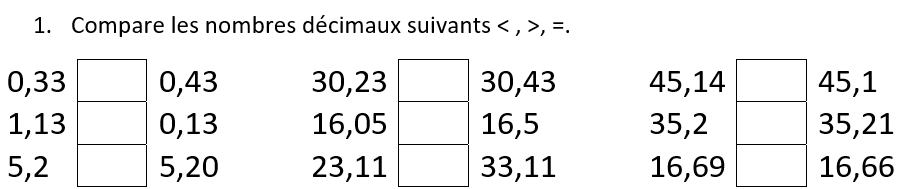 1. Compare les nombres décimaux suivants < , >, =.
0,33 0,43 30,23 30,43 45,14 45,1
1,13 0,13 16,05 16,5 35,2 35,21
5,2 5,20 23,11 33,11 16,69 16,66